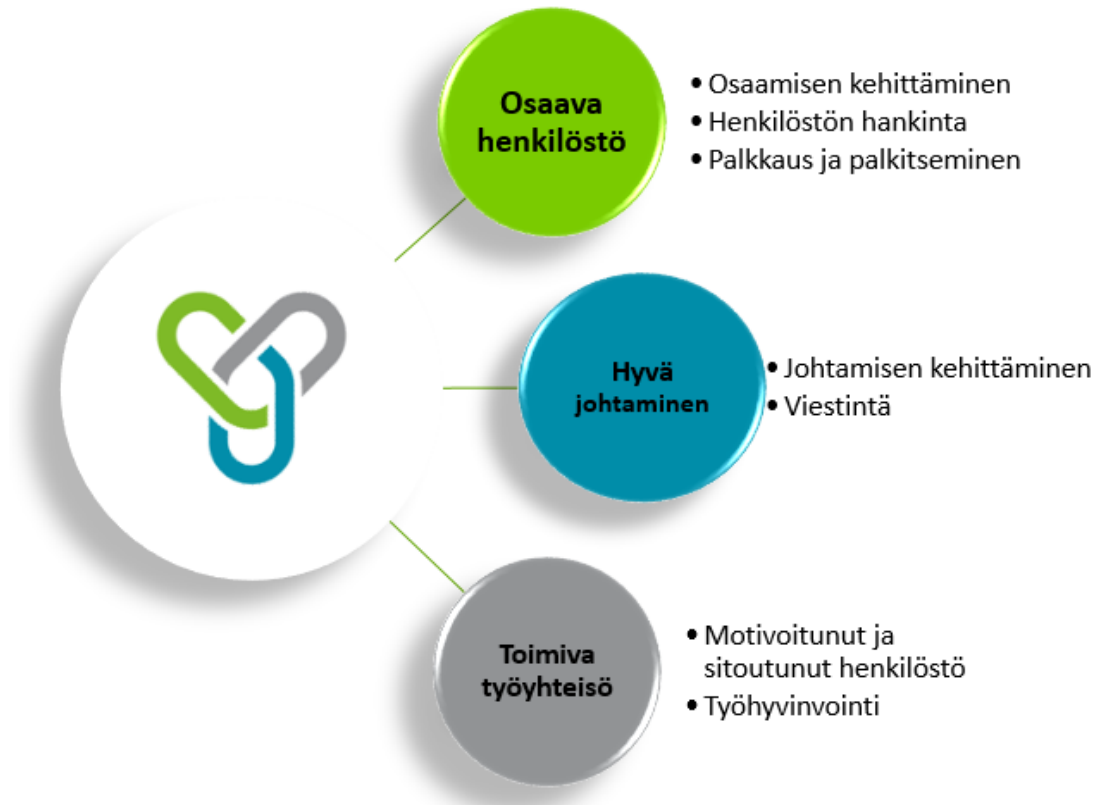 Osaava
henkilöstö
• Osaamisen kehittäminen
• Henkilöstön hankinta
• Palkkaus ja palkitseminen
Hyvä
johtaminen
• Johtamisen kehittäminen
• Viestintä
Toimiva
työyhteisö
• Motivoitunut ja
sitoutunut henkilöstö
• Työhyvinvointi